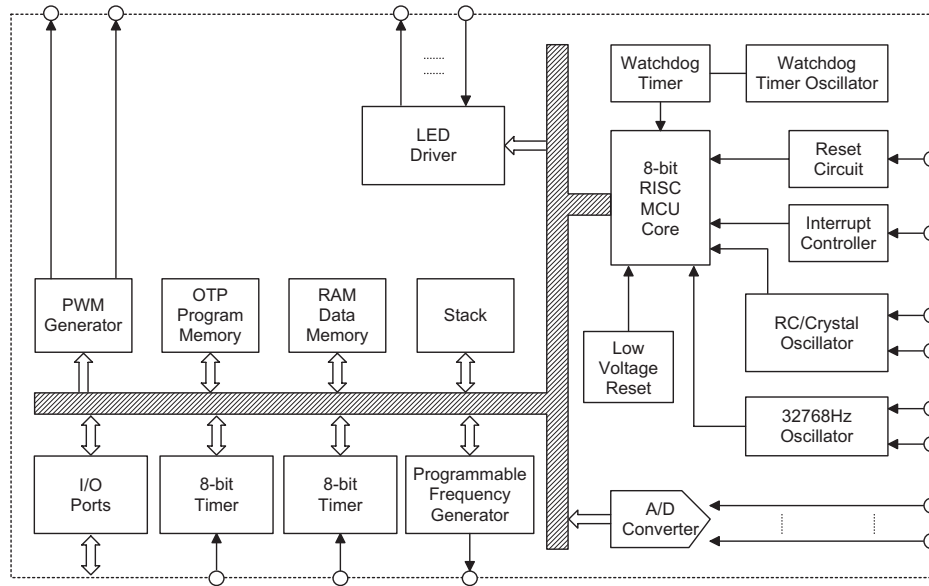 Watchdog
Timer
Watchdog
Timer Oscillator
LED
Driver
8-bit
RISC
MCU
Core
Reset
Circuit
Interrupt
Controller
PWM
Generator
OTP
Program
Memory
RAM
Data
Memory
Stack
Low
Voltage
Reset
RC/Crystal
Oscillator
32768Hz
Oscillator
I/O
Ports
8-bit
Timer
8-bit
Timer
Programmable
Frequency
Generator
A/D
Converter